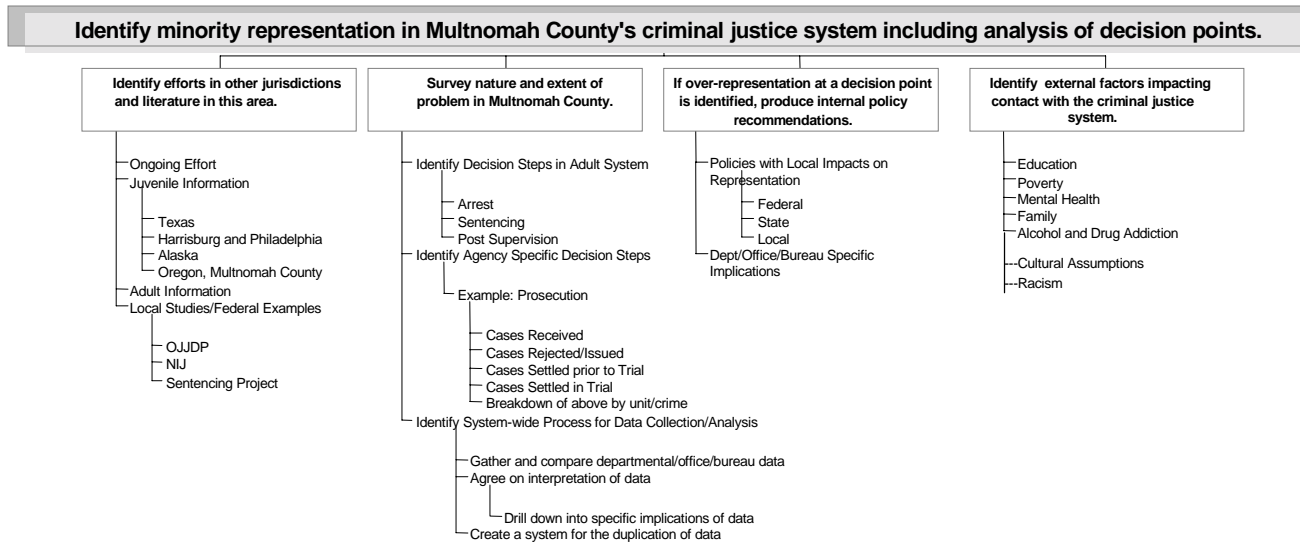 Identify minority representation in Multnomah County's criminal justice system including analysis of decision points.
Identify efforts in other jurisdictions
and literature in this area.
Ongoing Effort
Juvenile Information
Texas
Harrisburg and Philadelphia
Alaska
Oregon, Multnomah County
Adult Information
Local Studies/Federal Examples
OJJDP
NIJ
Sentencing Project
Survey nature and extent of
problem in Multnomah County.
Identify Decision Steps in Adult System
Arrest
Sentencing
Post Supervision
Identify Agency Specific Decision Steps
Example: Prosecution
Cases Received
Cases Rejected/Issued
Cases Settled prior to Trial
Cases Settled in Trial
Breakdown of above by unit/crime
Identify System-wide Process for Data Collection/Analysis
Gather and compare departmental/office/bureau data
Agree on interpretation of data
Drill down into specific implications of data
Create a system for the duplication of data
If over-representation at a decision point
is identified, produce internal policy
recommendations.
Policies with Local Impacts on
Representation
Federal
State
Local
Dept/Office/Bureau Specific
Implications
Identify external factors impacting
contact with the criminal justice
system.
Education
Poverty
Mental Health
Family
Alcohol and Drug Addiction
---Cultural Assumptions
---Racism